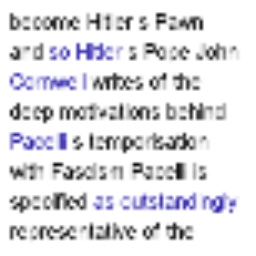 become Hitler s Pawn
and so Hitler s Pope John
Cornwell writes of the
deep motivations behind
Pacelli s temporisation
with Fascism Pacelli is
specified as outstandingly
representative of the